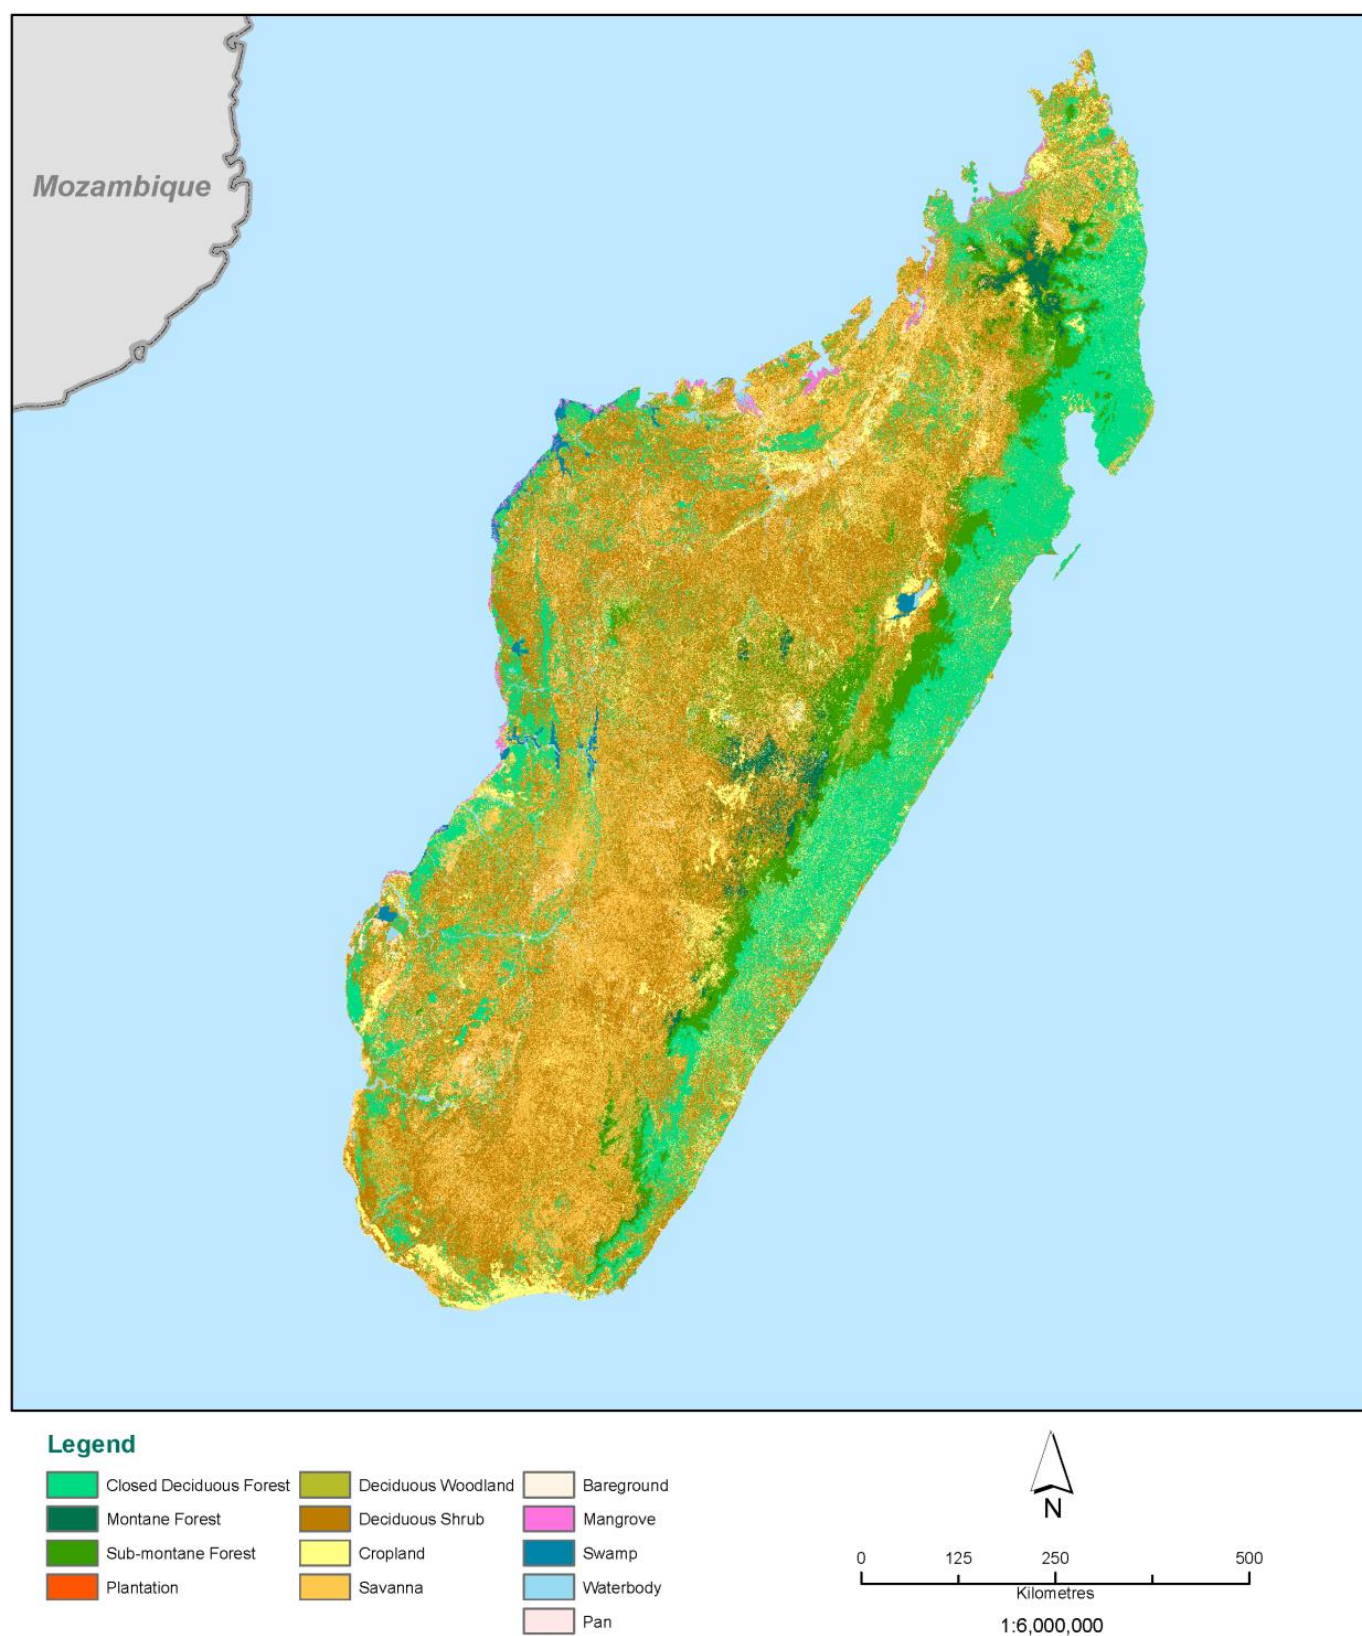 Mozambique
Legend
Closed Deciduous Forest
Montane Forest
Sub-montane Forest
Plantation
Deciduous Woodland
Deciduous Shrub
Cropland
Savanna
Bareground
Mangrove
Swamp
Waterbody
Pan
N
0 125 250 500
Kilometres
1:6,000,000